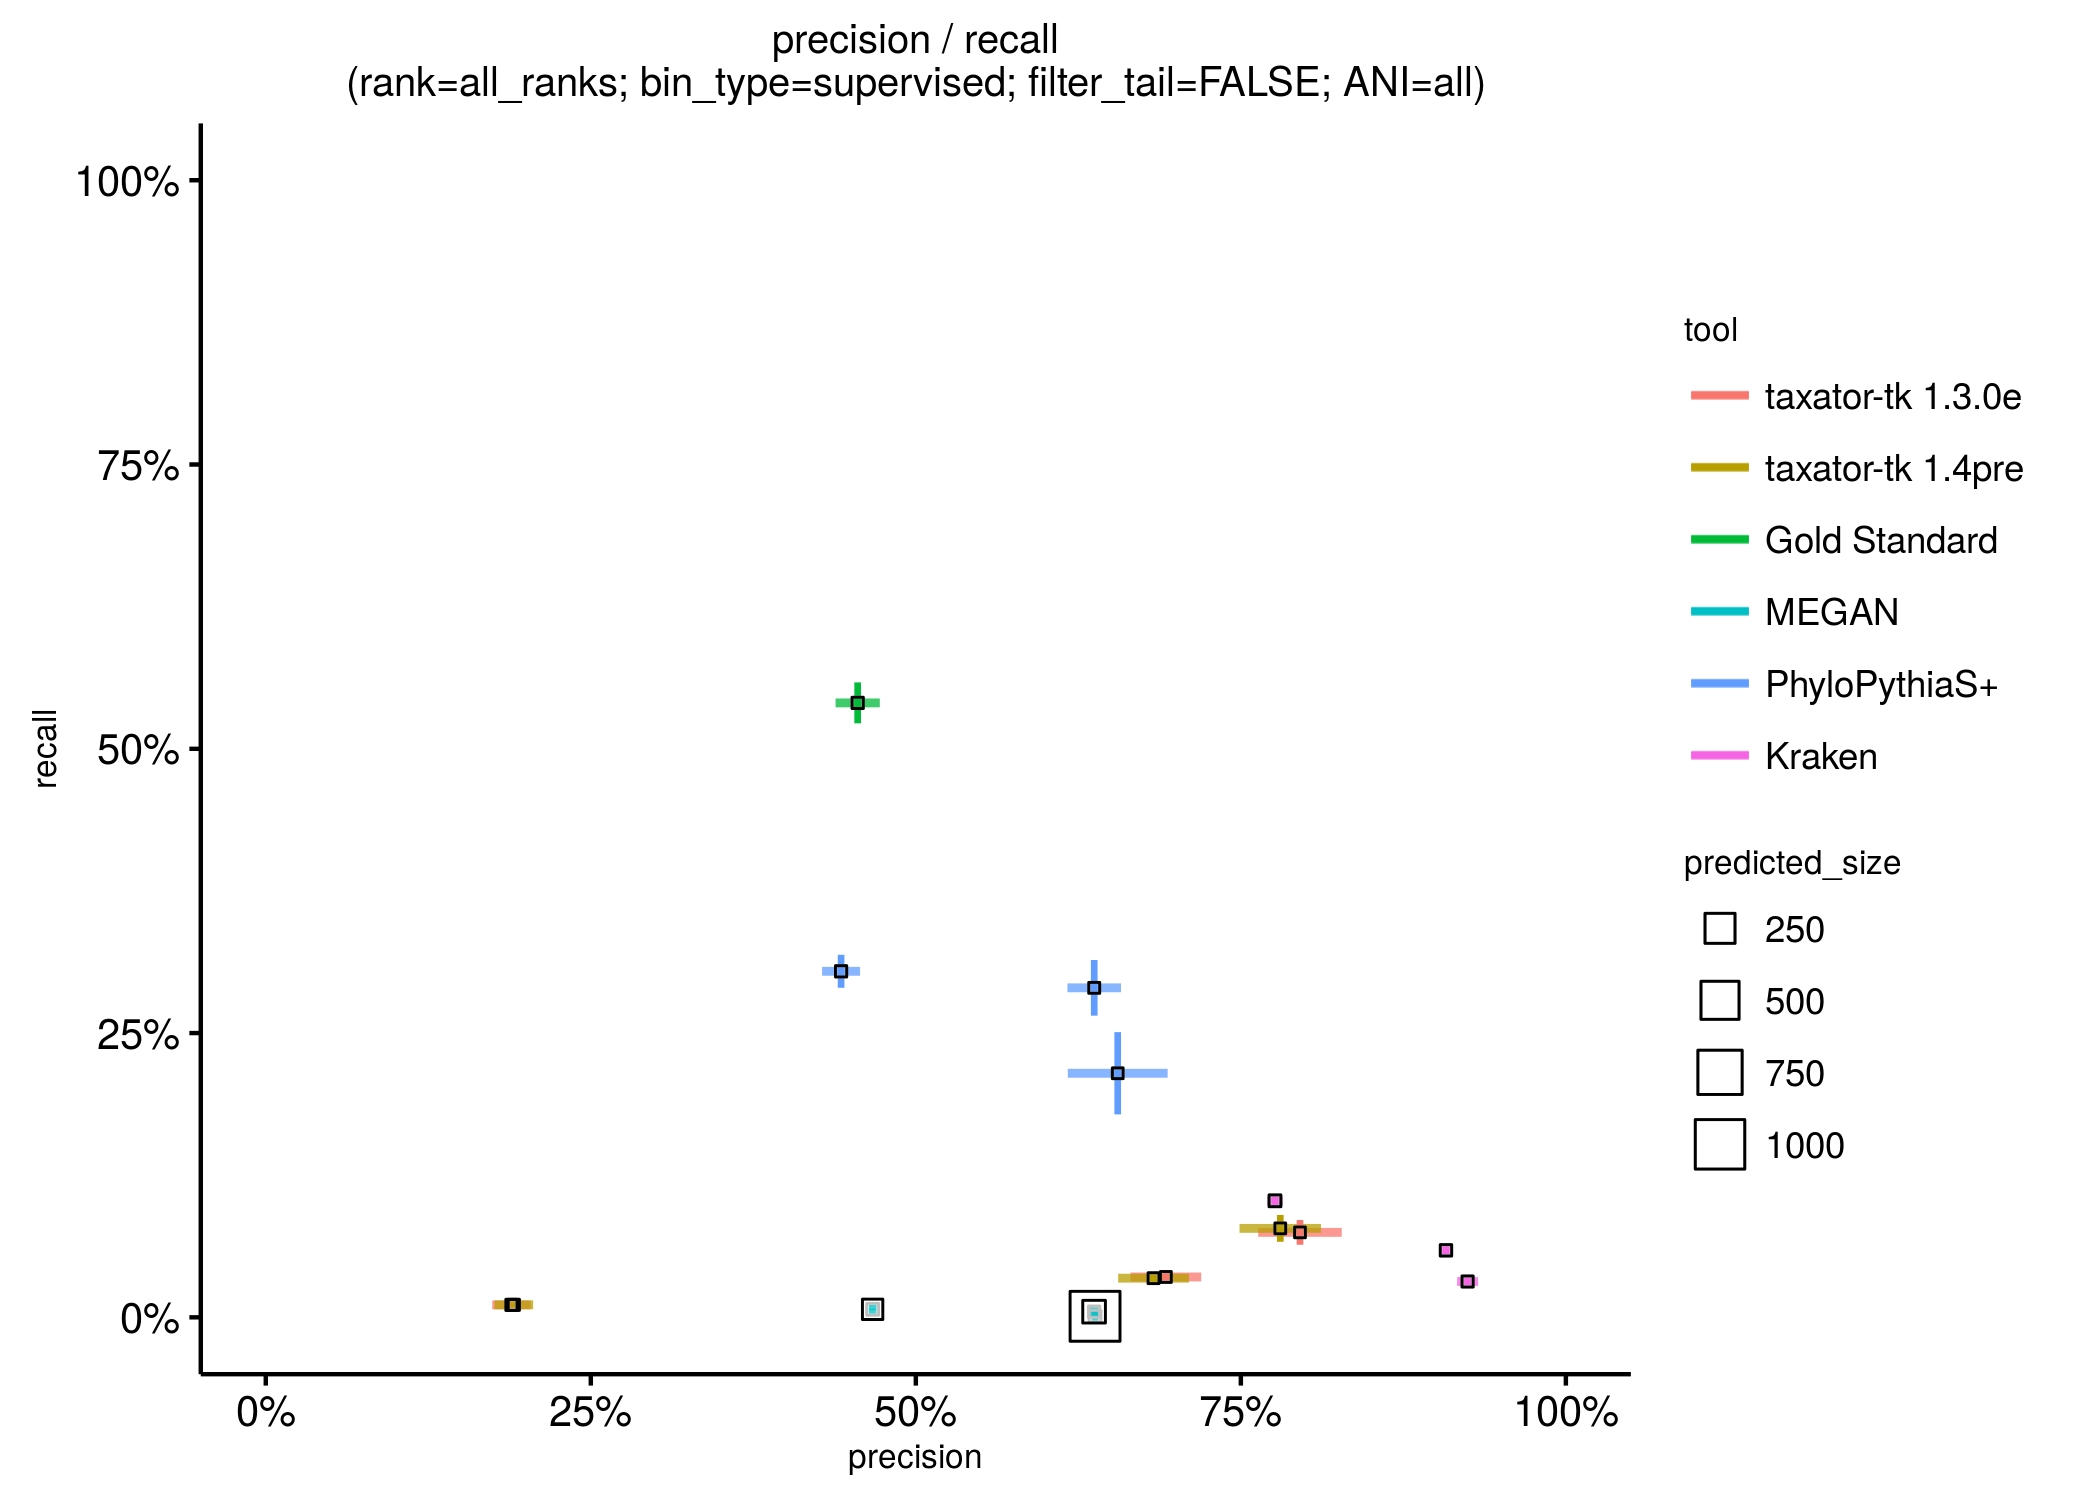 precision / recall
(rank=all_ranks; bin_type=supervised; filter_tail=FALSE; ANI=all)
100%
75%
50%
25%
0%
recall
0%
25%
50%
75%
100%
precision
tool
taxator-tk 1.3.0e
taxator-tk 1.4pre
Gold Standard
MEGAN
PhyloPythiaS+
Kraken
predicted_size
250
500
750
1000